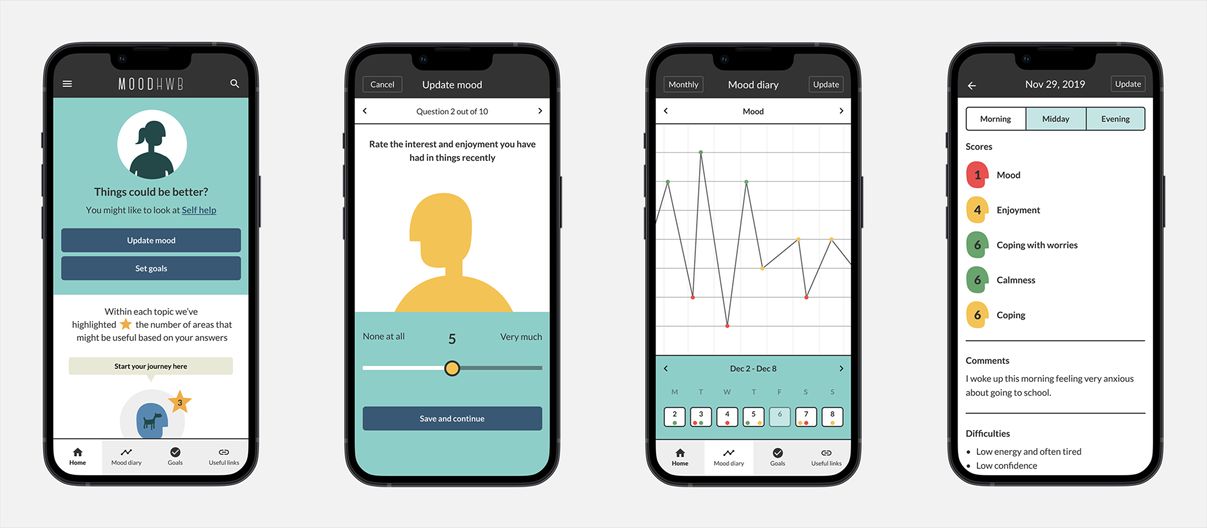 MOODHWB
Things could be better?
You might like to look at Self help
Update mood
Set goals
Within each topic we've
highlighted the number of areas that
might be useful based on your answers
Start your journey here
3
Home Mood diary Goals Useful links
Cancel Update mood
Question 2 out of 10
Rate the interest and enjoyment you have
had in things recently
None at all 5 Very much
Save and continue
Monthly Mood diary Update
Mood
Dec 2 - Dec 8
M T W T F S S
2 3 4 5 6 7 8
Home Mood diary Goals Useful links
Nov 29, 2019 Update
Morning Midday Evening
Scores
1 Mood
4 Enjoyment
6 Coping with worries
6 Calmness
6 Coping
Comments
I woke up this morning feeling very anxious
about going to school.
Difficulties
• Low energy and often tired
• Low confidence